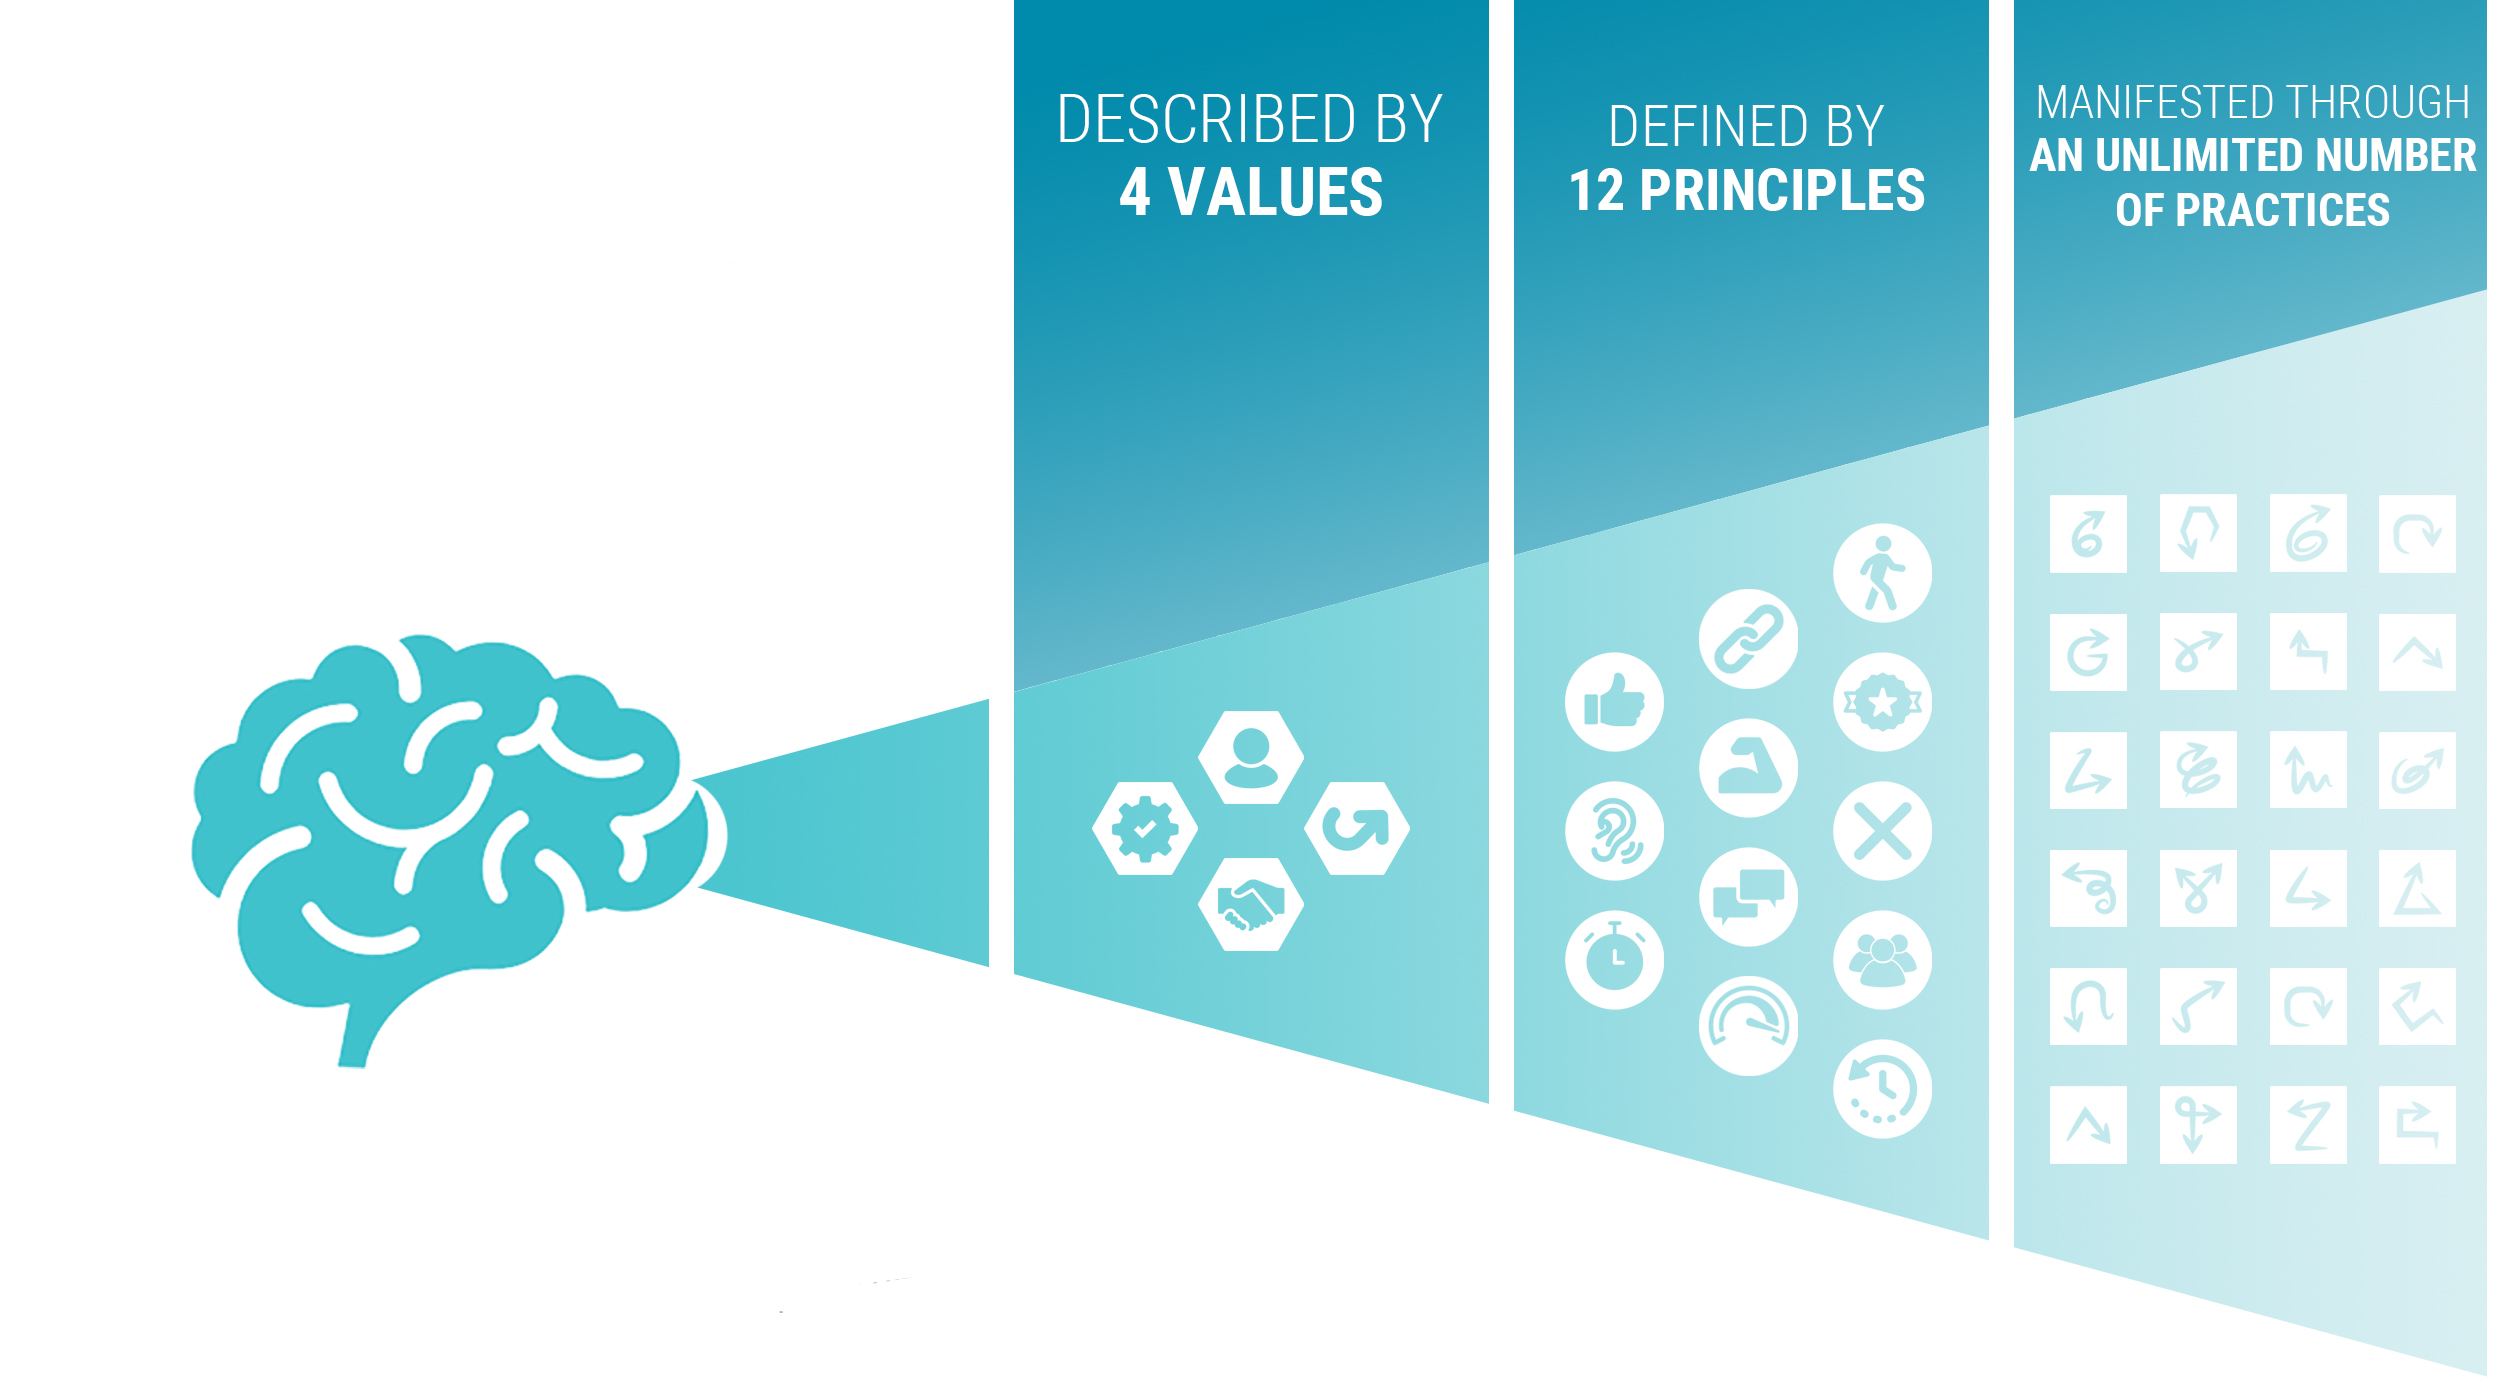 DESCRIBED BY
4 VALUES
DEFINED BY
12 PRINCIPLES
MANIFESTED THROUGH
AN UNLIMITED NUMBER
OF PRACTICES